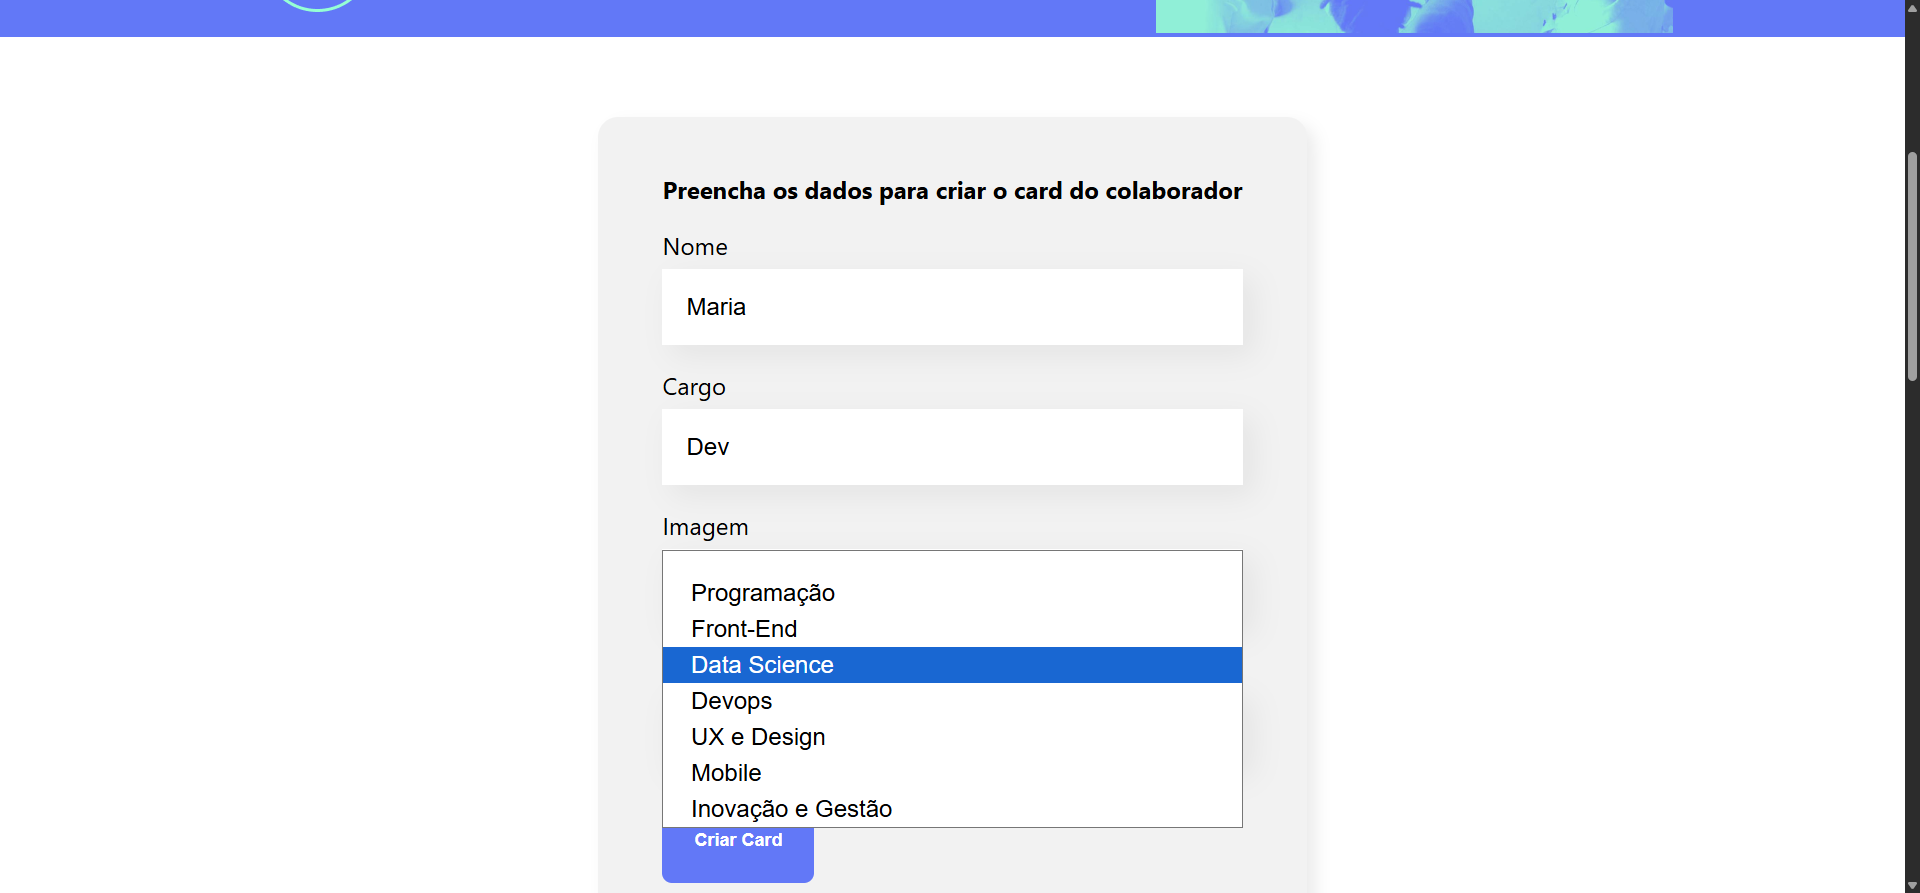 Preencha os dados para criar o card do colaborador
Nome
Maria
Cargo
Dev
Imagem
Programação
Front-End
Data Science
Devops
UX e Design
Mobile
Inovação e Gestão
Criar Card